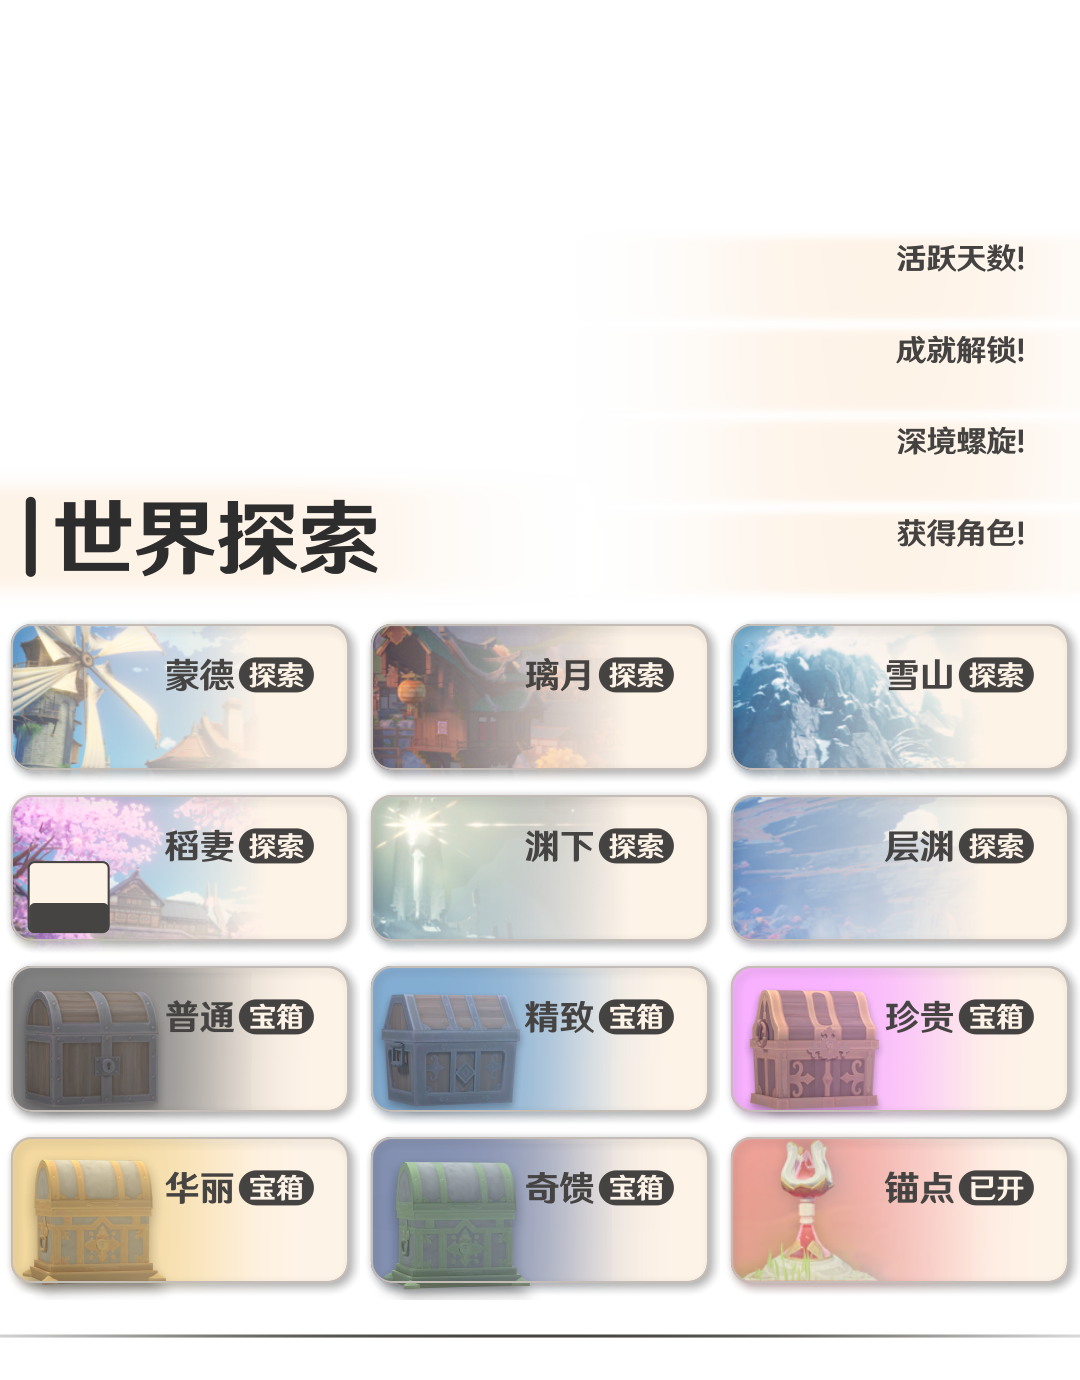 活跃天数!
成就解锁!
深境螺旋!
获得角色!
世界探索
蒙德 探索
璃月 探索
雪山 探索
稻妻 探索
渊下 探索
层渊 探索
普通 宝箱
精致 宝箱
珍贵 宝箱
华丽 宝箱
奇馈 宝箱
锚点 已开